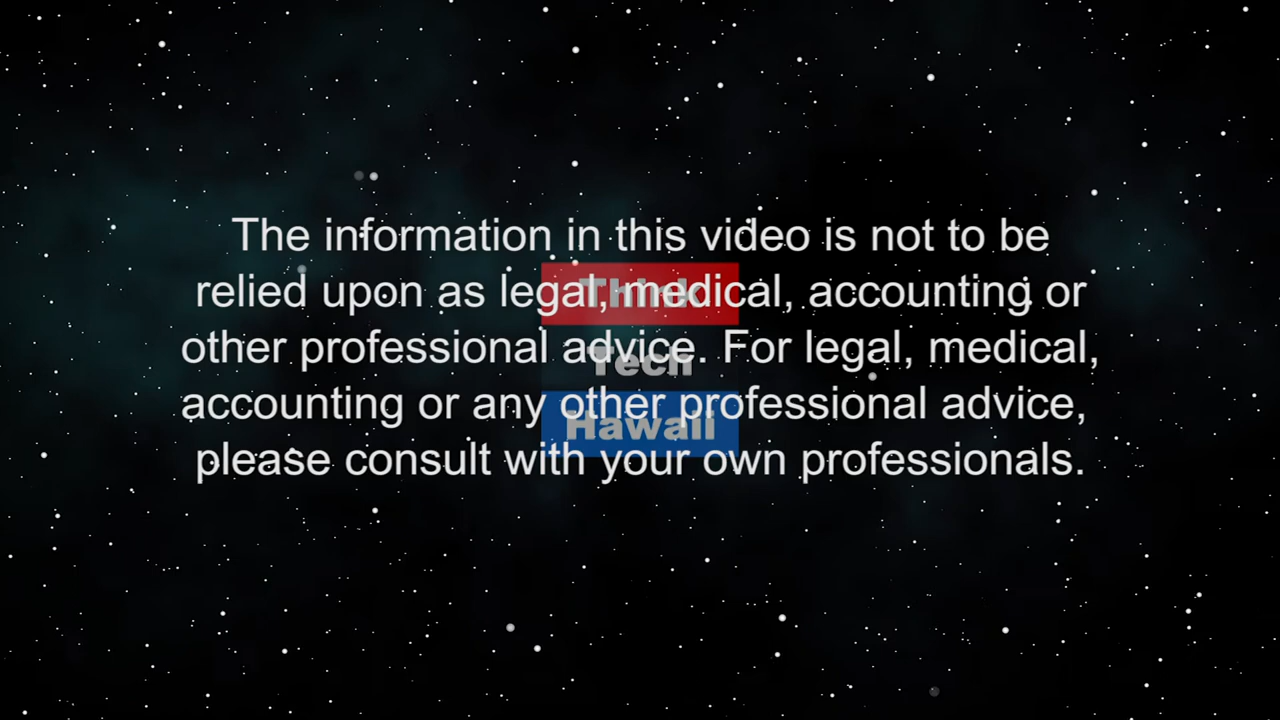 The information in this video is not to be
relied upon as legal, medical, accounting or
other professional advice. For legal, medical,
accounting or any other professional advice,
please consult with your own professionals.
Think
Tech
Hawaii